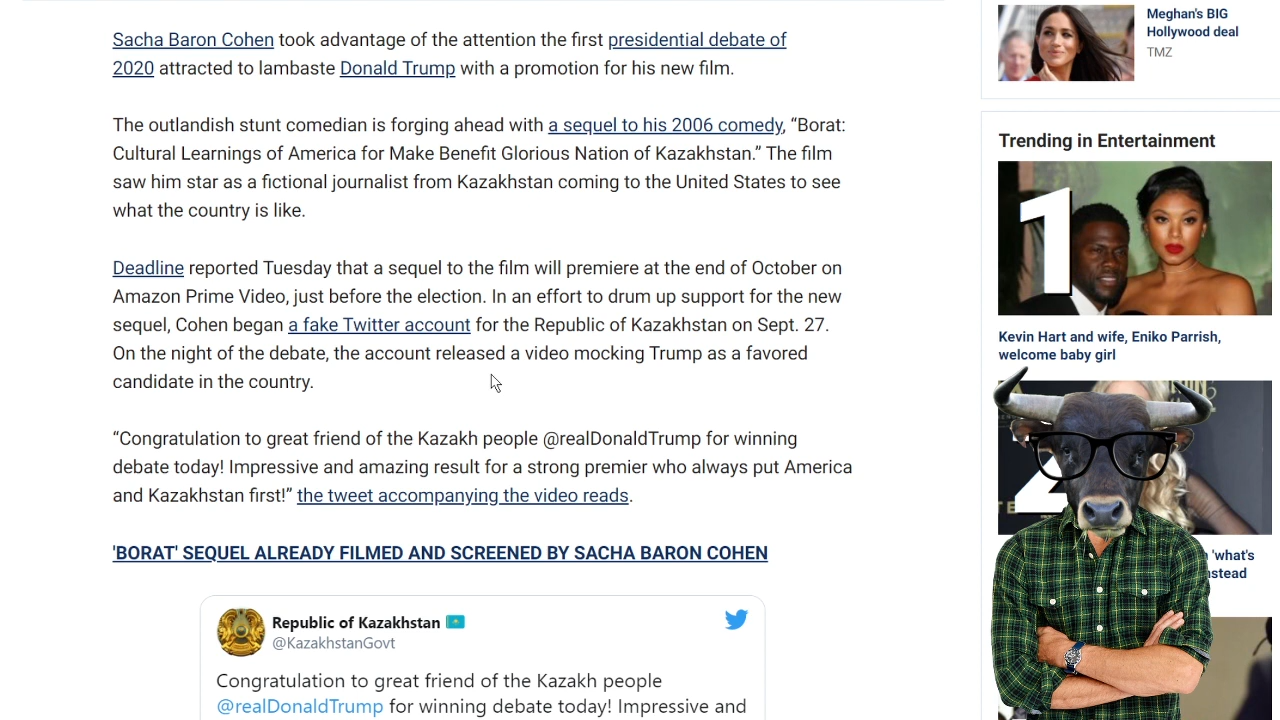 Sacha Baron Cohen took advantage of the attention the first presidential debate of
2020 attracted to lambaste Donald Trump with a promotion for his new film.
The outlandish stunt comedian is forging ahead with a sequel to his 2006 comedy, “Borat:
Cultural Learnings of America for Make Benefit Glorious Nation of Kazakhstan.” The film
saw him star as a fictional journalist from Kazakhstan coming to the United States to see
what the country is like.
Deadline reported Tuesday that a sequel to the film will premiere at the end of October on
Amazon Prime Video, just before the election. In an effort to drum up support for the new
sequel, Cohen began a fake Twitter account for the Republic of Kazakhstan on Sept. 27.
On the night of the debate, the account released a video mocking Trump as a favored
candidate in the country.
“Congratulation to great friend of the Kazakh people @realDonaldTrump for winning
debate today! Impressive and amazing result for a strong premier who always put America
and Kazakhstan first!” the tweet accompanying the video reads.
'BORAT' SEQUEL ALREADY FILMED AND SCREENED BY SACHA BARON COHEN
Republic of Kazakhstan
@KazakhstanGovt
Congratulation to great friend of the Kazakh people
@realDonaldTrump for winning debate today! Impressive and
Meghan's BIG
Hollywood deal
TMZ
Trending in Entertainment
1
Kevin Hart and wife, Eniko Parrish,
welcome baby girl
2
'what's